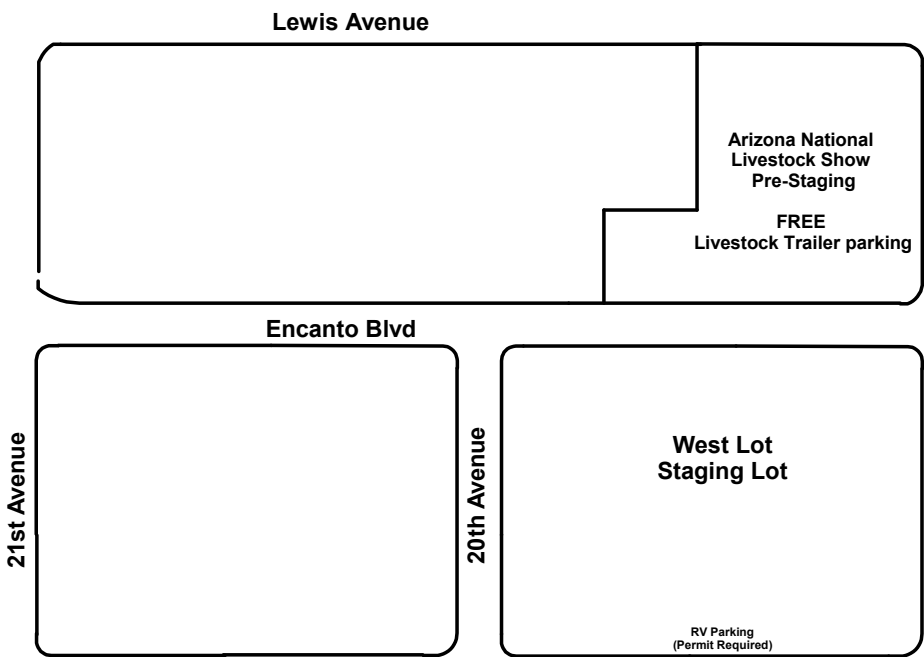 Lewis Avenue
Arizona National
Livestock Show
Pre-Staging
FREE
Livestock Trailer parking
Encanto Blvd
21st Avenue
20th Avenue
West Lot
Staging Lot
RV Parking
(Permit Required)